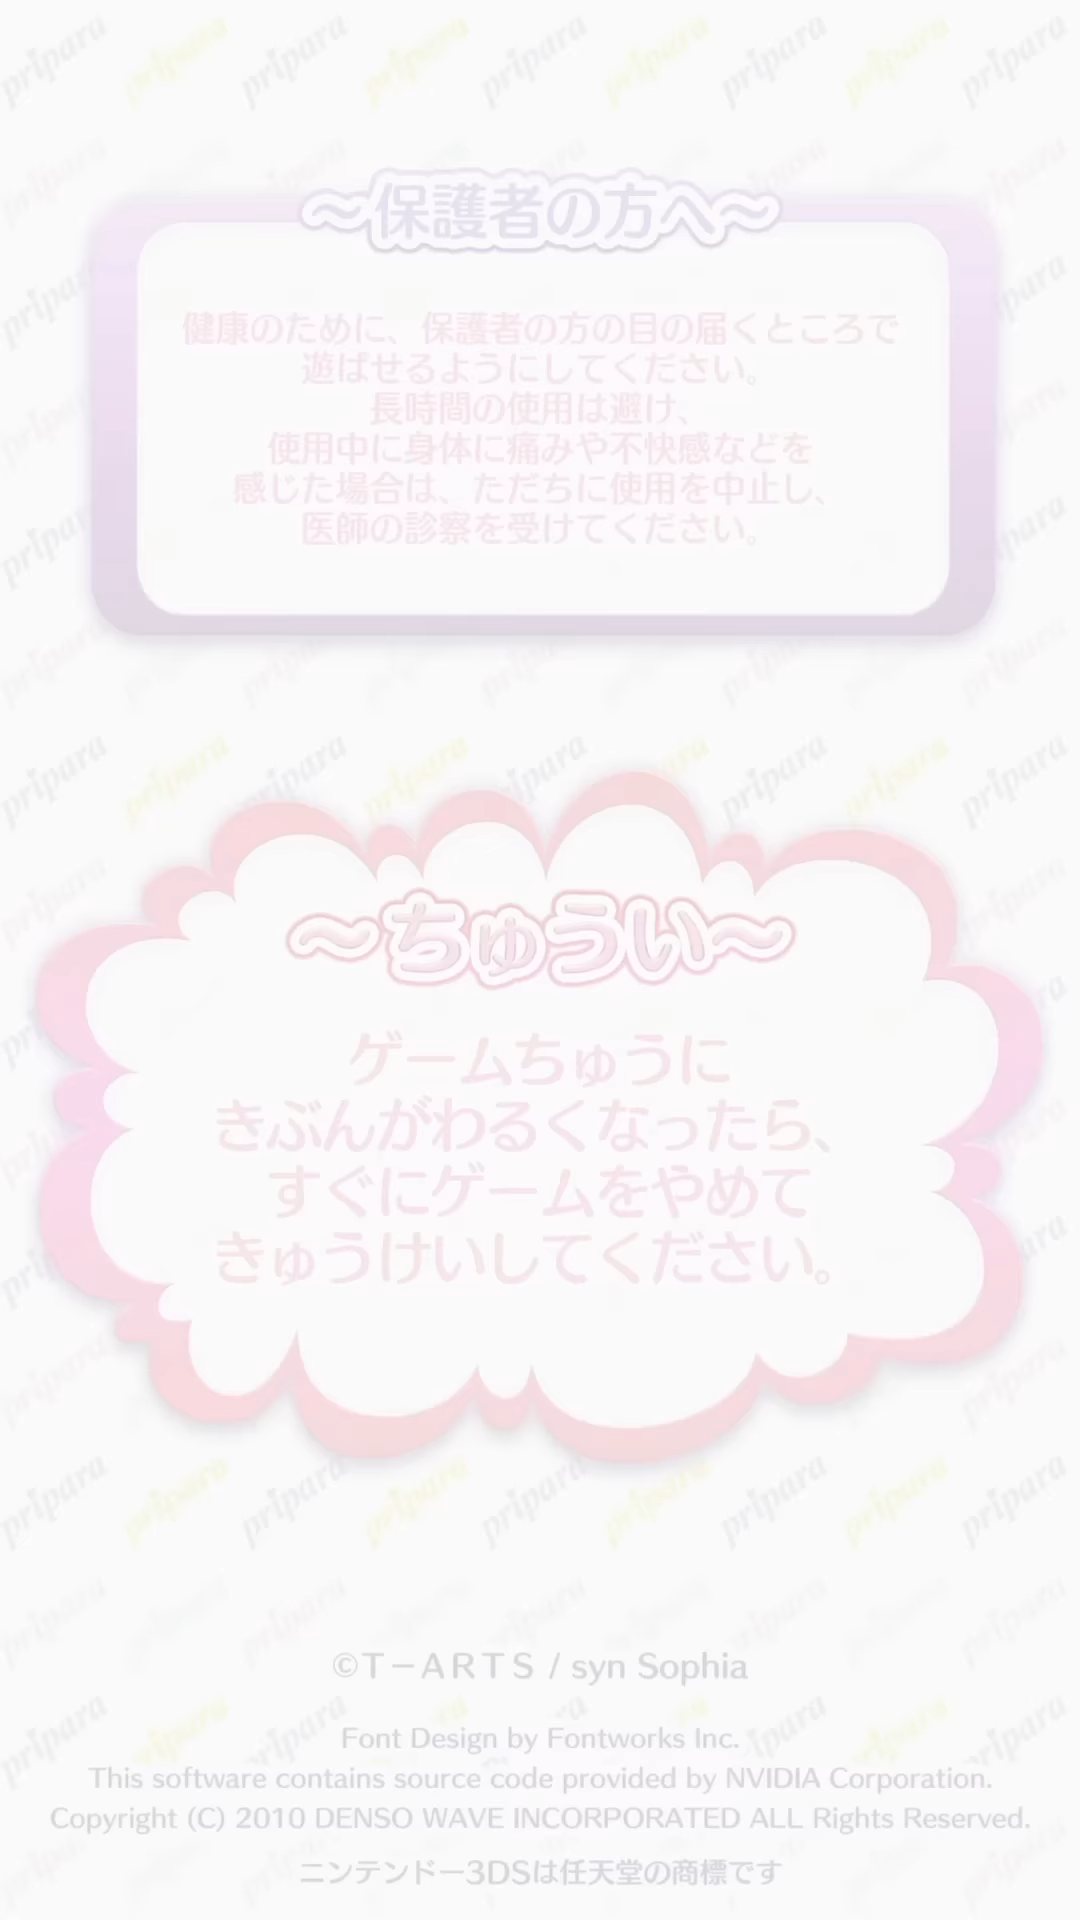 ～保護者の方へ～
健康のために、保護者の方の目の届くところで
遊ばせるようにしてください。
長時間の使用は避け、
使用中に身体に痛みや不快感などを
感じた場合は、ただちに使用を中止し、
医師の診察を受けてください。
～ちゅうい～
ゲームちゅうに
きぶんがわるくなったら、
すぐにゲームをやめて
きゅうけいしてください。
©T－ARTS / syn Sophia
Font Design by Fontworks Inc.
This software contains source code provided by NVIDIA Corporation.
Copyright (C) 2010 DENSO WAVE INCORPORATED ALL Rights Reserved.
ニンテンドー3DSは任天堂の商標です